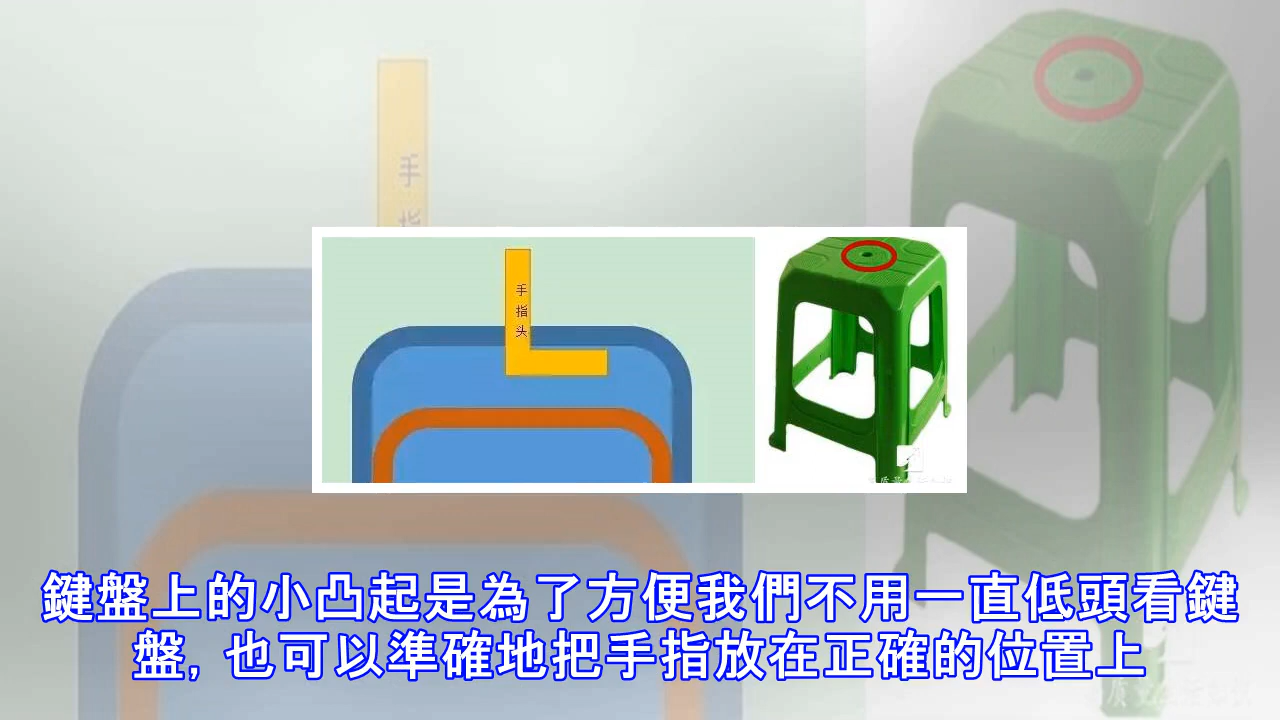 手
指
手
指
头
鍵盤上的小凸起是為了方便我們不用一直低頭看鍵
盤, 也可以準確地把手指放在正確的位置上